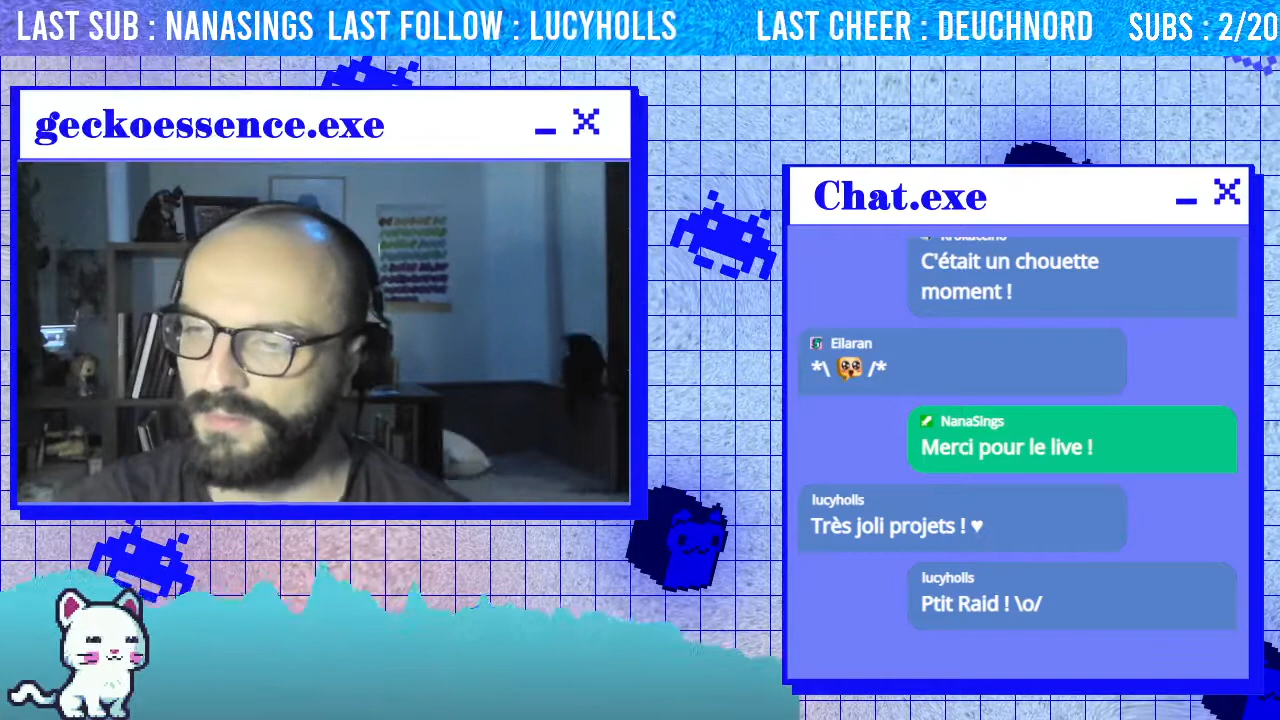 LAST SUB : NANASINGS LAST FOLLOW : LUCYHOLLS LAST CHEER : DEUCHNORD SUBS : 2/20
geckoessence.exe
Chat.exe
C'était un chouette
moment !
Eilaran
*\ /*
NanaSings
Merci pour le live !
lucyholls
Très joli projets ! ♥
lucyholls
Ptit Raid ! \o/